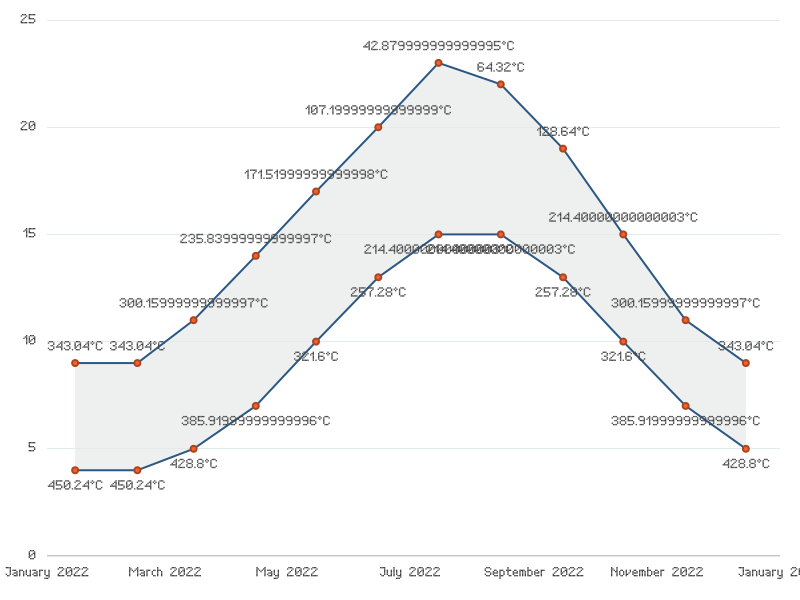 25
42.879999999999995°C
64.32°C
107.19999999999999°C
20
128.64°C
171.51999999999998°C
214.40000000000003°C
15
235.83999999999997°C
257.28°C
257.28°C
300.15999999999997°C
300.15999999999997°C
10
343.04°C
343.04°C
321.6°C
321.6°C
343.04°C
385.91999999999996°C
385.91999999999996°C
5
428.8°C
428.8°C
450.24°C
450.24°C
0
January 2022 March 2022 May 2022 July 2022 September 2022 November 2022 January